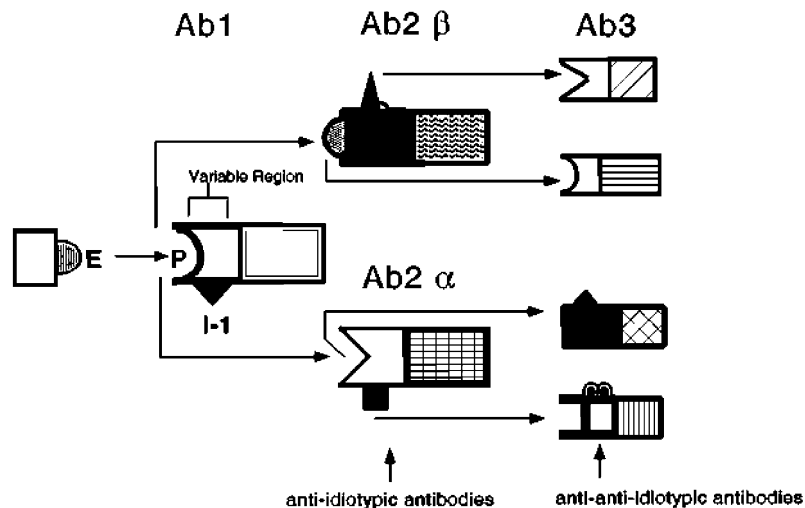 Ab1
Ab2 β
Ab3
Variable Region
E
P
I-1
Ab2 α
anti-idiotypic antibodies
anti-anti-idiotypic antibodies